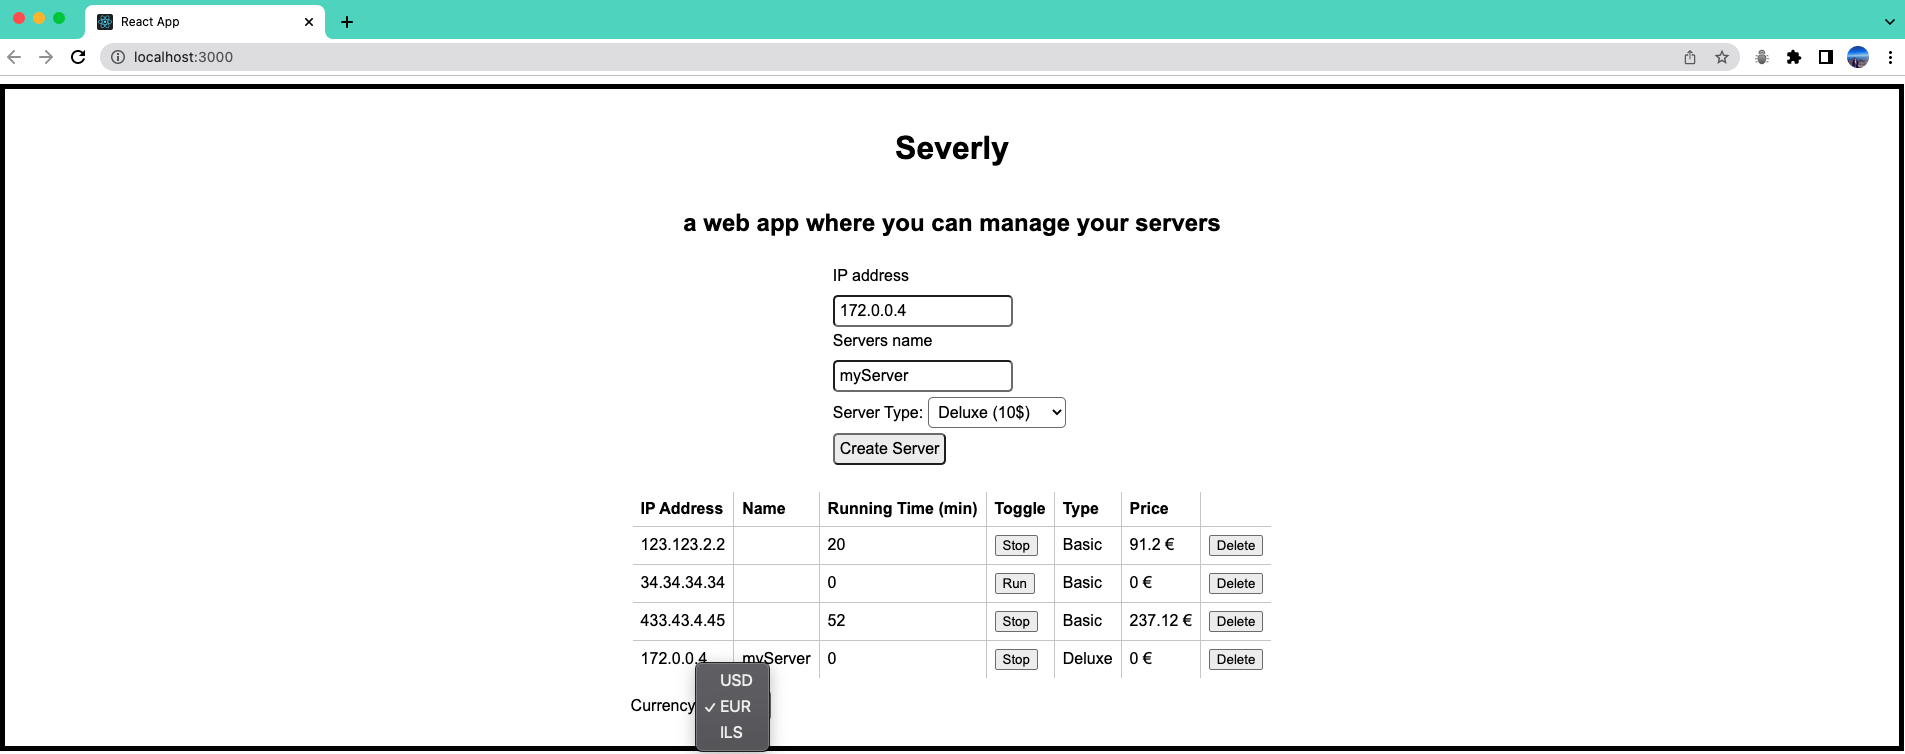 React App
localhost:3000
Severly
a web app where you can manage your servers
IP address
172.0.0.4
Servers name
myServer
Server Type: Deluxe (10$)
Create Server
IP Address Name Running Time (min) Toggle Type Price
123.123.2.2 20 Stop Basic 91.2 € Delete
34.34.34.34 0 Run Basic 0 € Delete
433.43.4.45 52 Stop Basic 237.12 € Delete
172.0.0.4 myServer 0 Stop Deluxe 0 € Delete
USD
Currency ✓ EUR
ILS